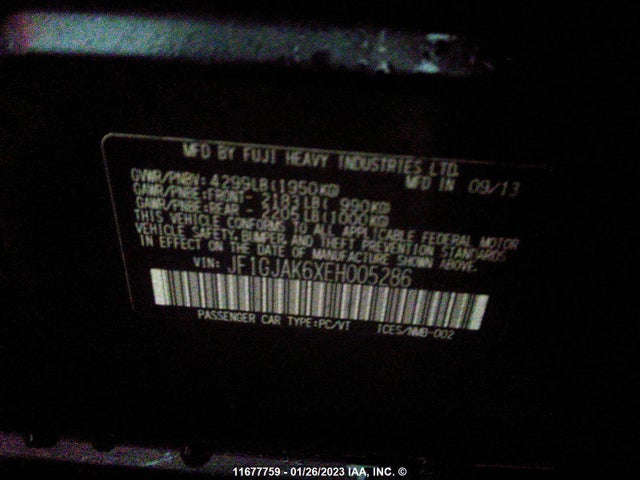 MFD BY FUJI HEAVY INDUSTRIES LTD.
GVWR/PNBV: 4299LB(1950KG) MFD IN 09/13
GAWR/PNBE:FRONT- 2183LB( 990KG)
GAWR/PNBE:REAR - 2205LB(1000KG)
THIS VEHICLE CONFORMS TO ALL APPLICABLE FEDERAL MOTOR
VEHICLE SAFETY, BUMPER AND THEFT PREVENTION STANDARDS
IN EFFECT ON THE DATE OF MANUFACTURE SHOWN ABOVE.
VIN: JF1GJAK6XEH005286
PASSENGER CAR TYPE:PC/VT ICES/NMB-002
11677759 - 01/26/2023 IAA, INC. ©